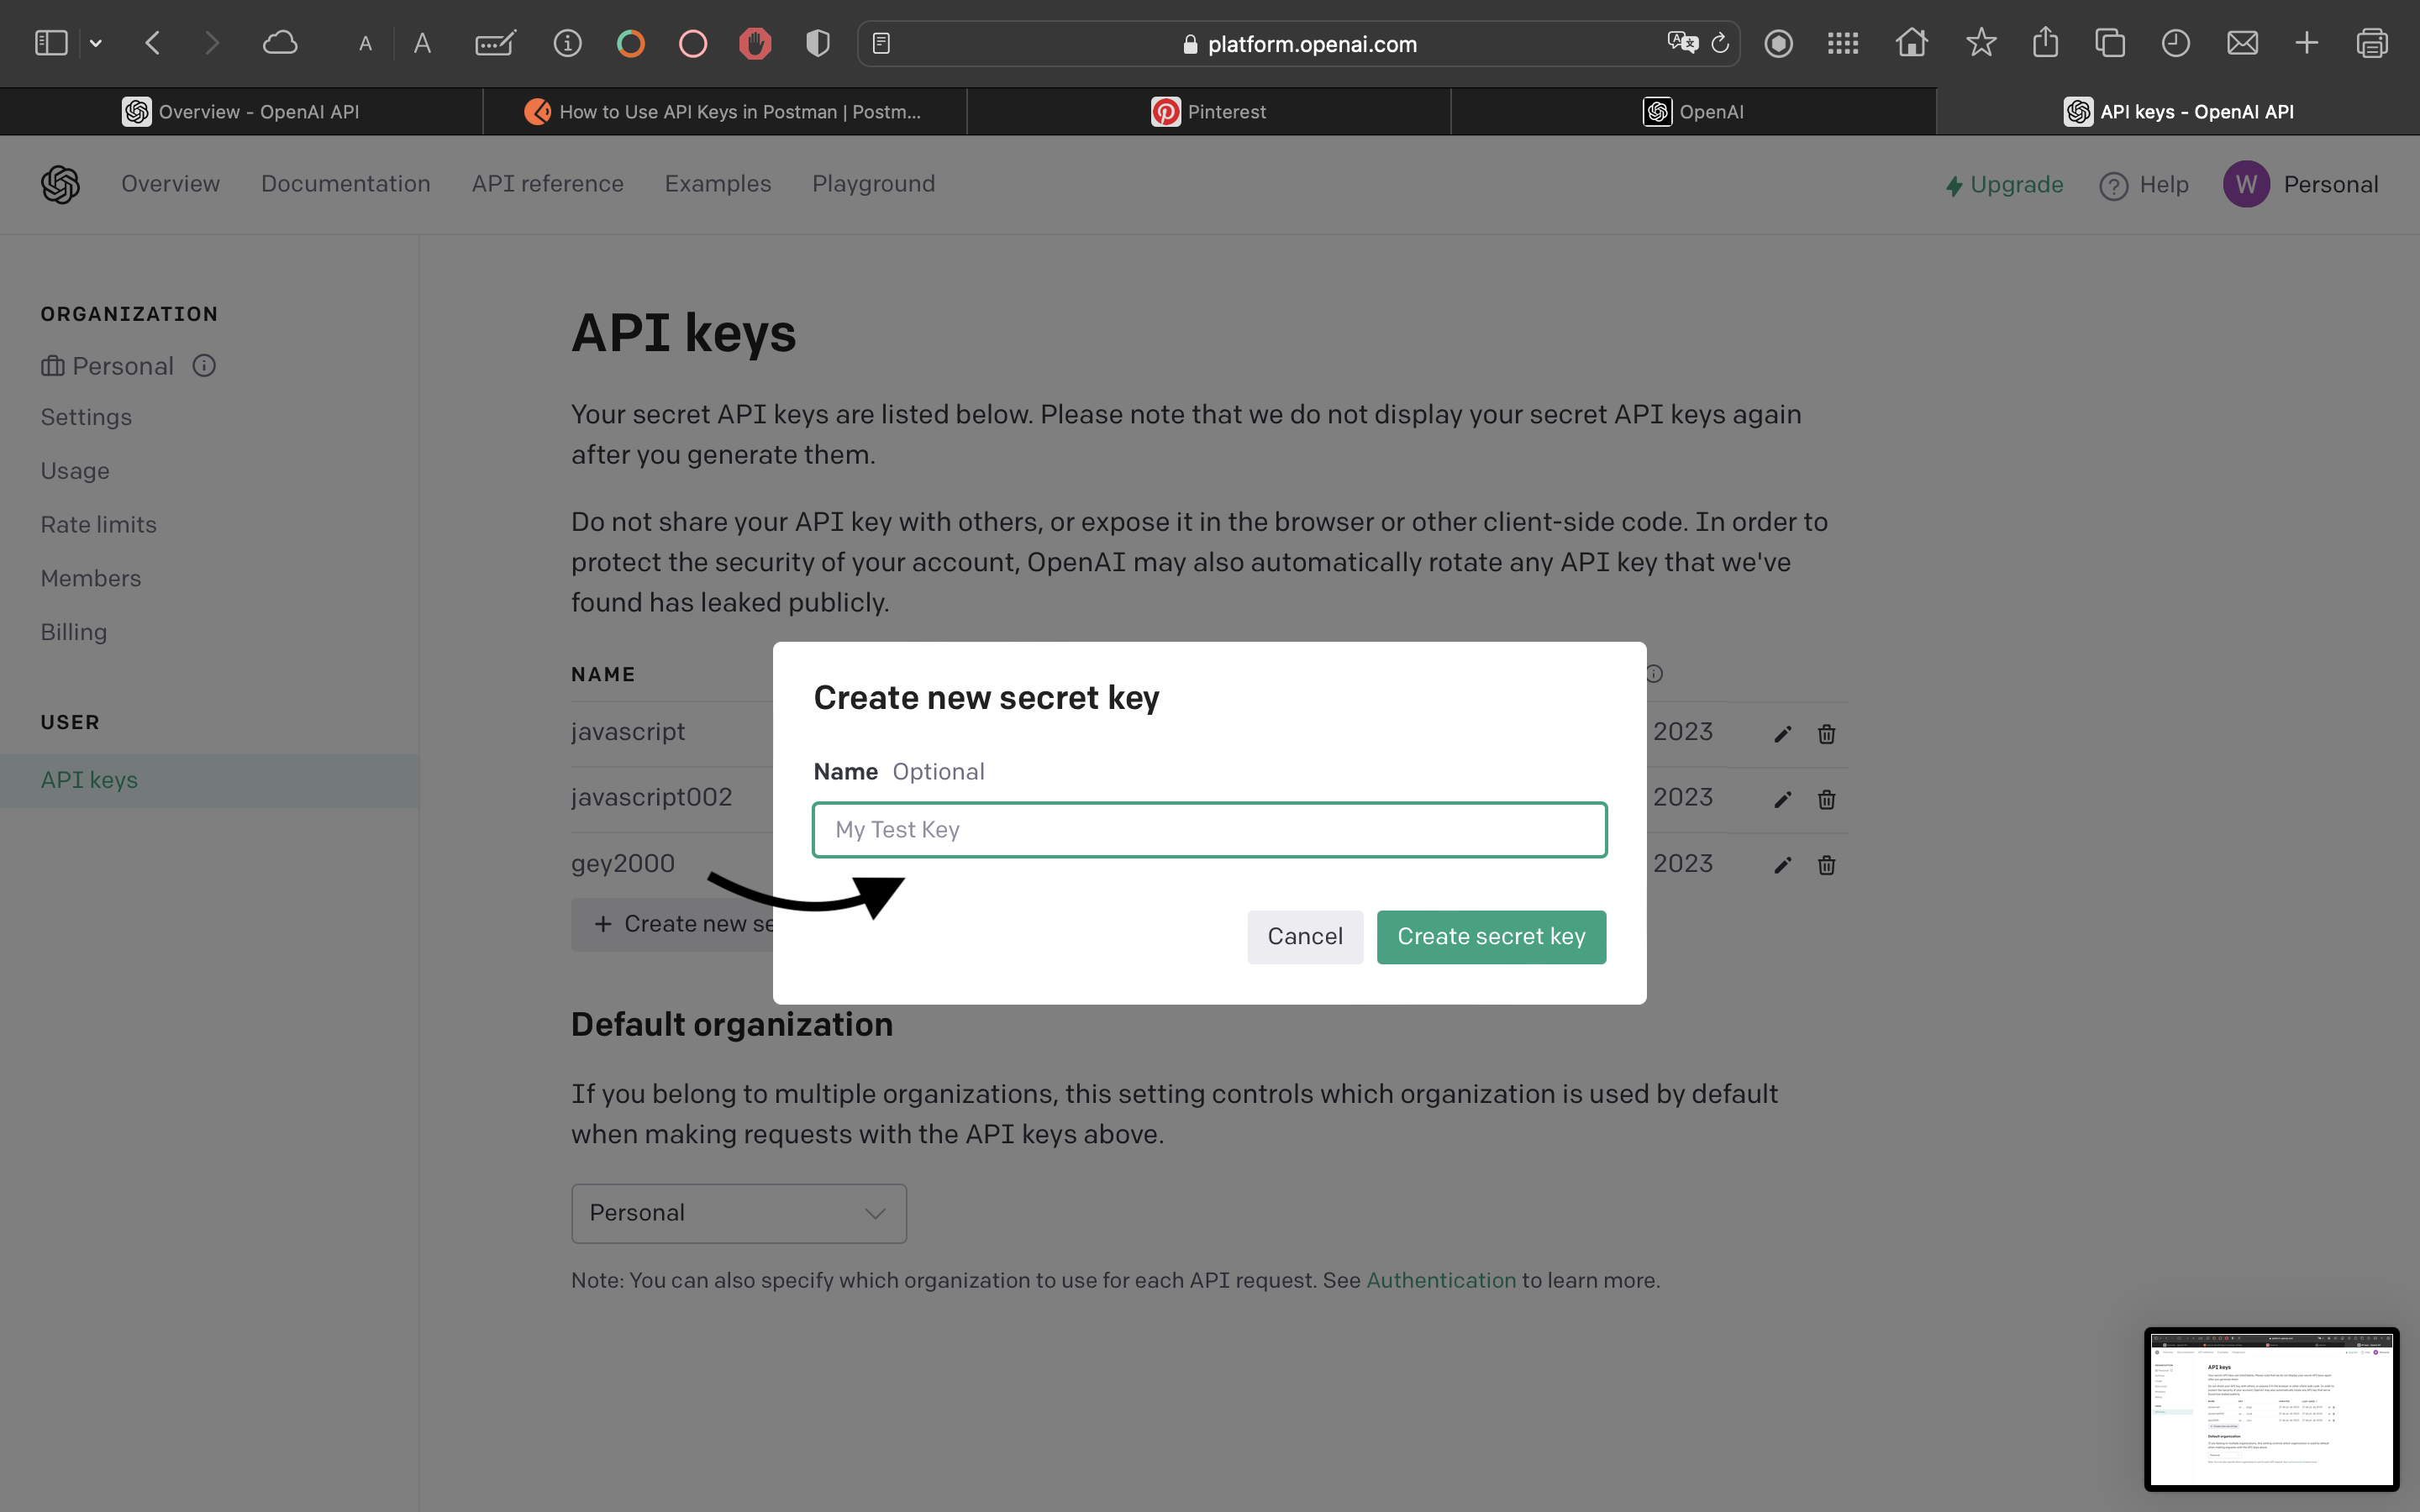 A A platform.openai.com
Overview - OpenAI API
How to Use API Keys in Postman | Postm...
Pinterest
OpenAI
API keys - OpenAI API
Overview Documentation API reference Examples Playground
Upgrade Help W Personal
ORGANIZATION
Personal
Settings
Usage
Rate limits
Members
Billing
USER
API keys
API keys
Your secret API keys are listed below. Please note that we do not display your secret API keys again
after you generate them.
Do not share your API key with others, or expose it in the browser or other client-side code. In order to
protect the security of your account, OpenAI may also automatically rotate any API key that we've
found has leaked publicly.
NAME
javascript 2023
javascript002 2023
gey2000 2023
+ Create new se
Create new secret key
Name Optional
My Test Key
Cancel Create secret key
Default organization
If you belong to multiple organizations, this setting controls which organization is used by default
when making requests with the API keys above.
Personal
Note: You can also specify which organization to use for each API request. See Authentication to learn more.